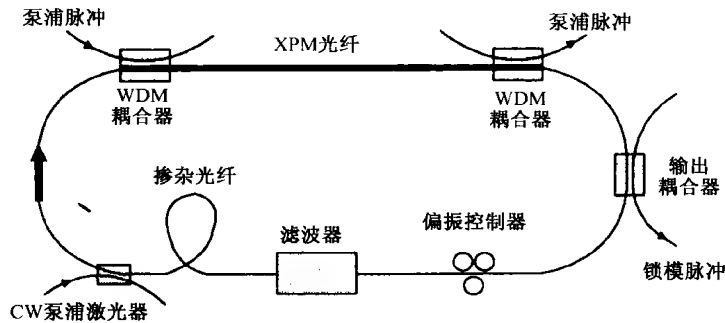 泵浦脉冲
XPM光纤
泵浦脉冲
WDM
耦合器
WDM
耦合器
掺杂光纤
滤波器
偏振控制器
输出
耦合器
锁模脉冲
CW泵浦激光器